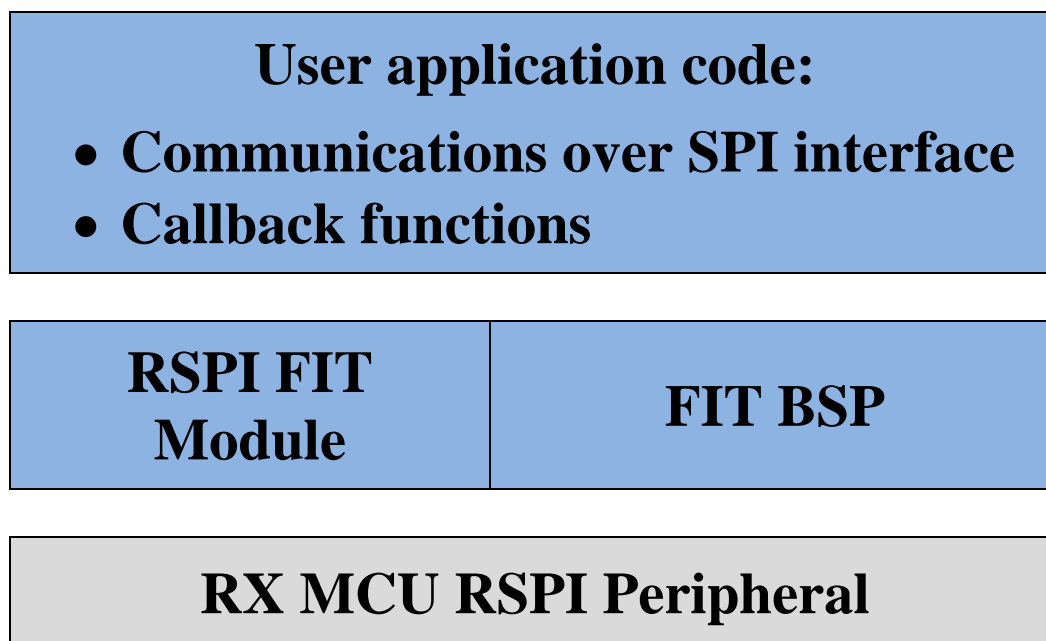 User application code:
• Communications over SPI interface
• Callback functions
RSPI FIT
Module
FIT BSP
RX MCU RSPI Peripheral